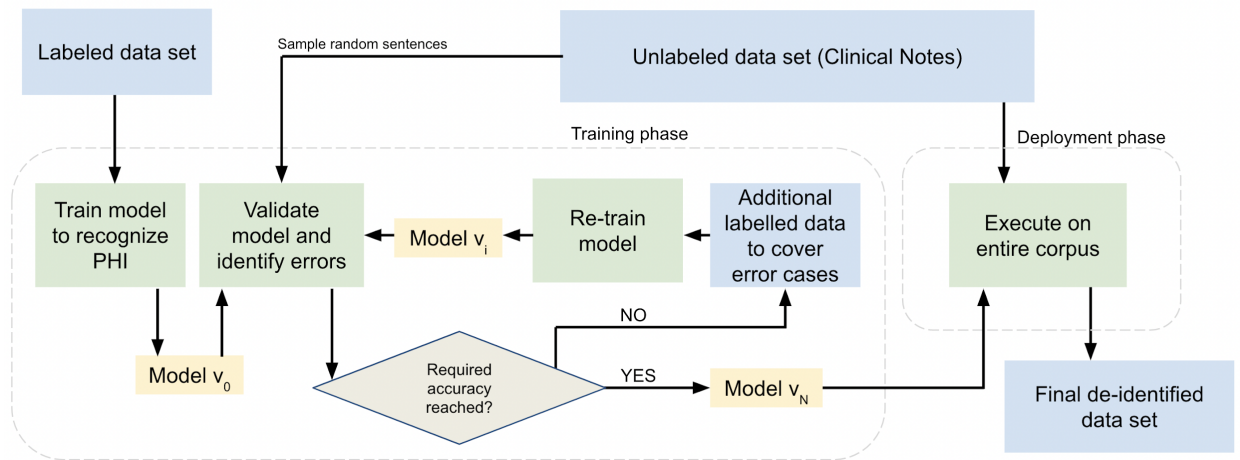 Labeled data set
Sample random sentences
Unlabeled data set (Clinical Notes)
Training phase
Deployment phase
Train model
to recognize
PHI
Validate
model and
identify errors
Model vi
Re-train
model
Additional
labelled data
to cover
error cases
Execute on
entire corpus
NO
Model v0
Required
accuracy
reached?
YES
Model vN
Final de-identified
data set